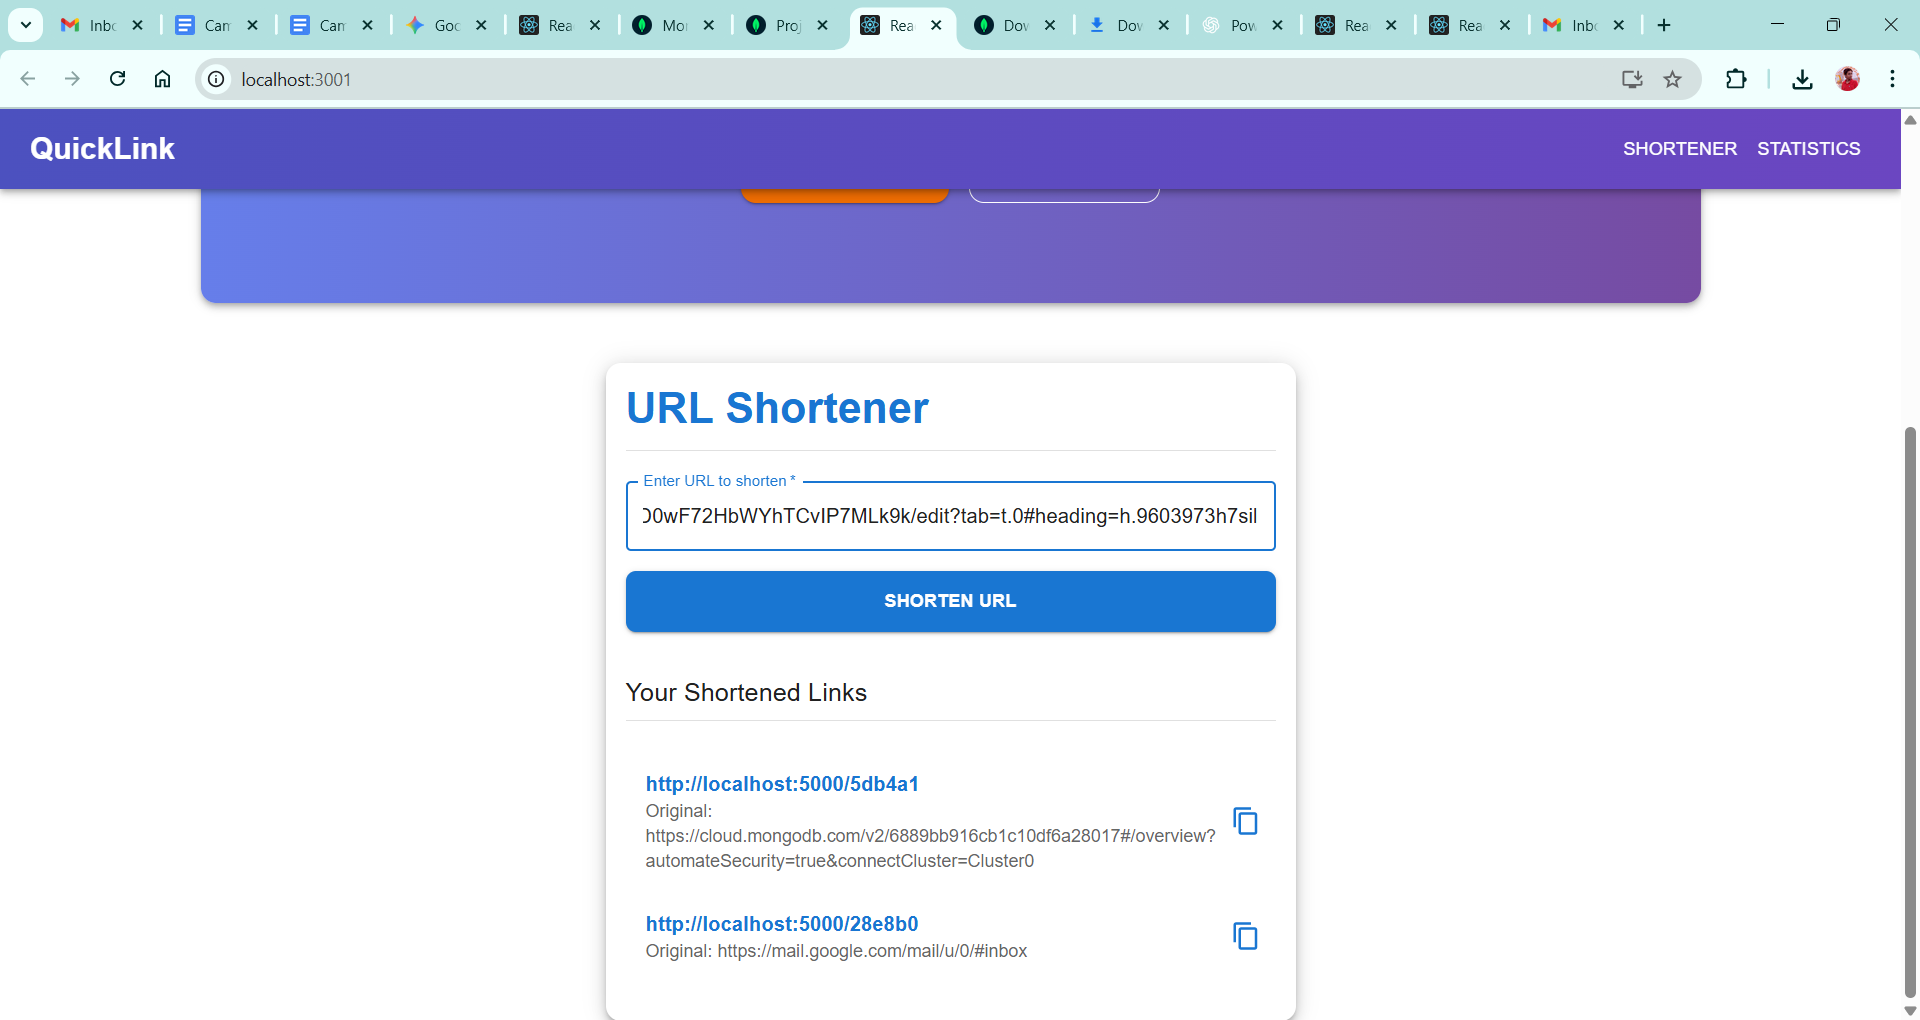 Inbo
Can
Can
Goo
Rea
Mon
Proj
Rea
Dow
Dow
Pow
Rea
Rea
Inbo
localhost:3001
QuickLink
SHORTENER
STATISTICS
URL Shortener
Enter URL to shorten *
0wF72HbWYhTCvIP7MLk9k/edit?tab=t.0#heading=h.9603973h7sil
SHORTEN URL
Your Shortened Links
http://localhost:5000/5db4a1
Original:
https://cloud.mongodb.com/v2/6889bb916cb1c10df6a28017#/overview?
automateSecurity=true&connectCluster=Cluster0
http://localhost:5000/28e8b0
Original: https://mail.google.com/mail/u/0/#inbox